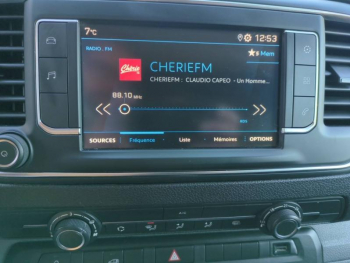 7°C 12:53
RADIO . FM
Mem
Chérie
CHERIEFM
CHERIEFM : CLAUDIO CAPEO - Un Homme...
88.10 MHz
SOURCES Fréquence Liste Mémoires OPTIONS